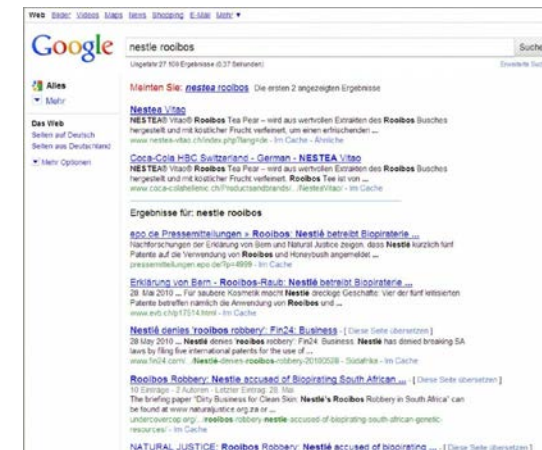 Web Bilder Videos Maps News Shopping E-Mail Mehr ▼
Google
nestle rooibos
Suche
Ungefähr 27 100 Ergebnisse (0,37 Sekunden)
Alles
Mehr
Das Web
Seiten auf Deutsch
Seiten aus Deutschland
Mehr Optionen
Meinten Sie: nestea rooibos Die ersten 2 angezeigten Ergebnisse
Nestea Vitao
NESTEA® Vitao® Rooibos Tea Pear – wird aus wertvollen Extrakten des Rooibos Busches
hergestellt und mit köstlicher Frucht verfeinert, um einen erfrischenden ...
www.nestea-vitao.ch/index.php?lang=de - Im Cache - Ähnliche
Coca-Cola HBC Switzerland - German - NESTEA Vitao
NESTEA® Vitao® Rooibos Tea Pear – wird aus wertvollen Extrakten des Rooibos Busches
hergestellt und mit köstlicher Frucht verfeinert. Rooibos Tee ist von ...
www.coca-colahellenic.ch/Productsandbrands/.../NesteaVitao/ - Im Cache
Ergebnisse für: nestle rooibos
epo.de Pressemitteilungen » Rooibos: Nestlé betreibt Biopiraterie ...
Nachforschungen der Erklärung von Bern und Natural Justice zeigen, dass Nestlé kürzlich fünf
Patente auf die Verwendung von Rooibos und Honeybush angemeldet ...
pressemitteilungen.epo.de/?p=4999 - Im Cache
Erklärung von Bern - Rooibos-Raub: Nestlé betreibt Biopiraterie ...
28. Mai 2010 ... Für saubere Kosmetik macht Nestlé dreckige Geschäfte. Vier der fünf kritisierten
Patente betreffen nämlich die Anwendung von Rooibos und ...
www.evb.ch/p17514.html - Im Cache
Nestlé denies 'rooibos robbery': Fin24: Business - [ Diese Seite übersetzen ]
28 May 2010 ... Nestlé denies 'rooibos robbery': Fin24: Business. Nestlé has denied breaking SA
laws by filing five international patents for the use of ...
www.fin24.com/.../Nestle-denies-rooibos-robbery-20100528 - Südafrika - Im Cache
Rooibos Robbery: Nestle accused of Biopirating South African ... - [ Diese Seite übersetzen ]
10 Einträge - 2 Autoren - Letzter Eintrag: 28. Mai
The briefing paper "Dirty Business for Clean Skin: Nestlé's Rooibos Robbery in South Africa" can
be found at www.naturaljustice.org.za or ...
undercovercop.org/.../rooibos-robbery-nestle-accused-of-biopirating-south-african-genetic-
resources/ - Im Cache
NATURAL JUSTICE: Rooibos Robbery: Nestlé accused of biopirating ... - [ Diese Seite übersetzen ]